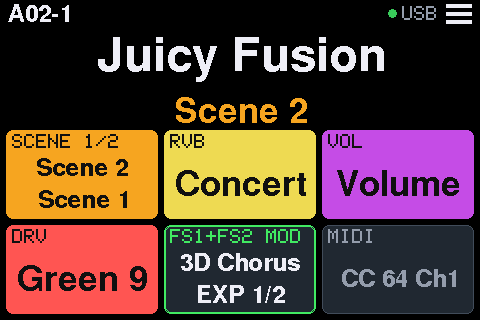 A02-1
USB
Juicy Fusion
Scene 2
SCENE 1/2
Scene 2
Scene 1
RVB
Concert
VOL
Volume
DRV
Green 9
FS1+FS2 MOD
3D Chorus
EXP 1/2
MIDI
CC 64 Ch1